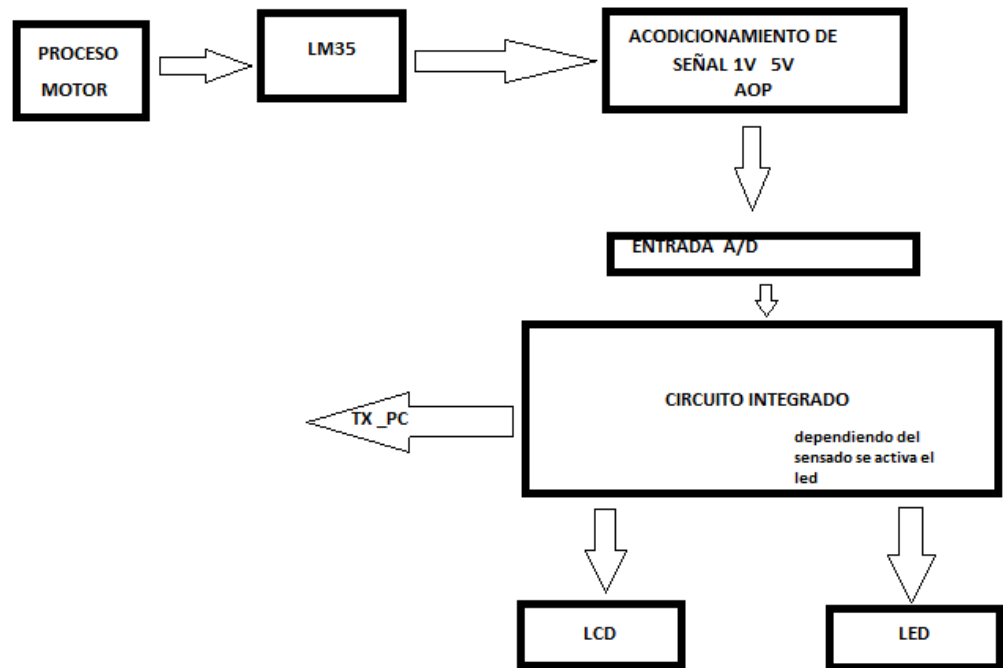 PROCESO
MOTOR
LM35
ACODICIONAMIENTO DE
SEÑAL 1V 5V
AOP
ENTRADA A/D
CIRCUITO INTEGRADO
dependiendo del
sensado se activa el
led
TX _PC
LCD
LED